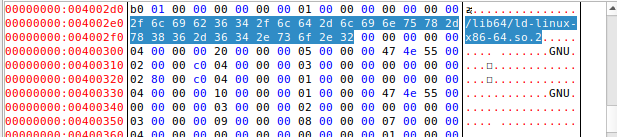 00000000:004002d0 b0 01 00 00 00 00 00 00 01 00 00 00 00 00 00 00
00000000:004002e0 2f 6c 69 62 36 34 2f 6c 64 2d 6c 69 6e 75 78 2d /lib64/ld-linux-
00000000:004002f0 78 38 36 2d 36 34 2e 73 6f 2e 32 00 00 00 00 00 x86-64.so.2.....
00000000:00400300 04 00 00 00 20 00 00 00 05 00 00 00 47 4e 55 00 .... .......GNU.
00000000:00400310 02 00 00 c0 04 00 00 00 03 00 00 00 00 00 00 00
00000000:00400320 02 80 00 c0 04 00 00 00 01 00 00 00 00 00 00 00
00000000:00400330 04 00 00 00 10 00 00 00 01 00 00 00 47 4e 55 00 ............GNU.
00000000:00400340 00 00 00 00 03 00 00 00 02 00 00 00 00 00 00 00 ................
00000000:00400350 03 00 00 00 09 00 00 00 08 00 00 00 07 00 00 00
00000000:00400360